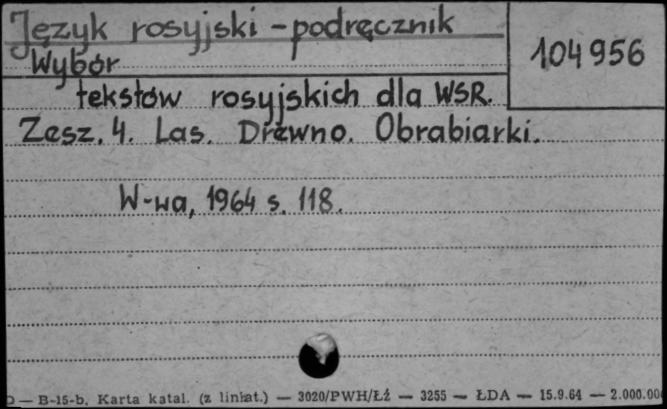 Język rosyjski - podręcznik
104956
Wybór
tekstów rosyjskich dla WSR.
Zesz. 4. Las. Drewno. Obrabiarki.
W-wa, 1964 s. 118.
— B-15-b, Karta katal. (z liniat.) — 3020/PWH/Łź — 3255 — ŁDA — 15.9.64 — 2.000.00